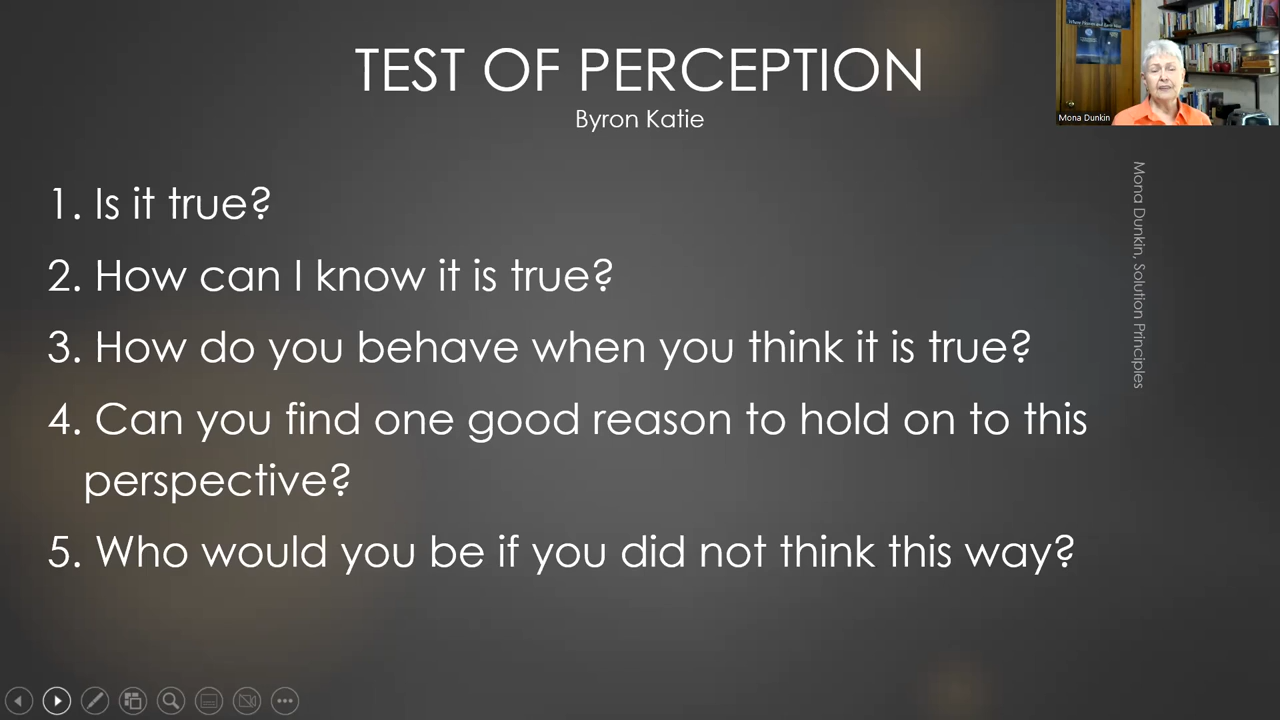 TEST OF PERCEPTION
Byron Katie
1. Is it true?
2. How can I know it is true?
3. How do you behave when you think it is true?
4. Can you find one good reason to hold on to this
perspective?
5. Who would you be if you did not think this way?
Mona Dunkin
Mona Dunkin, Solution Principles